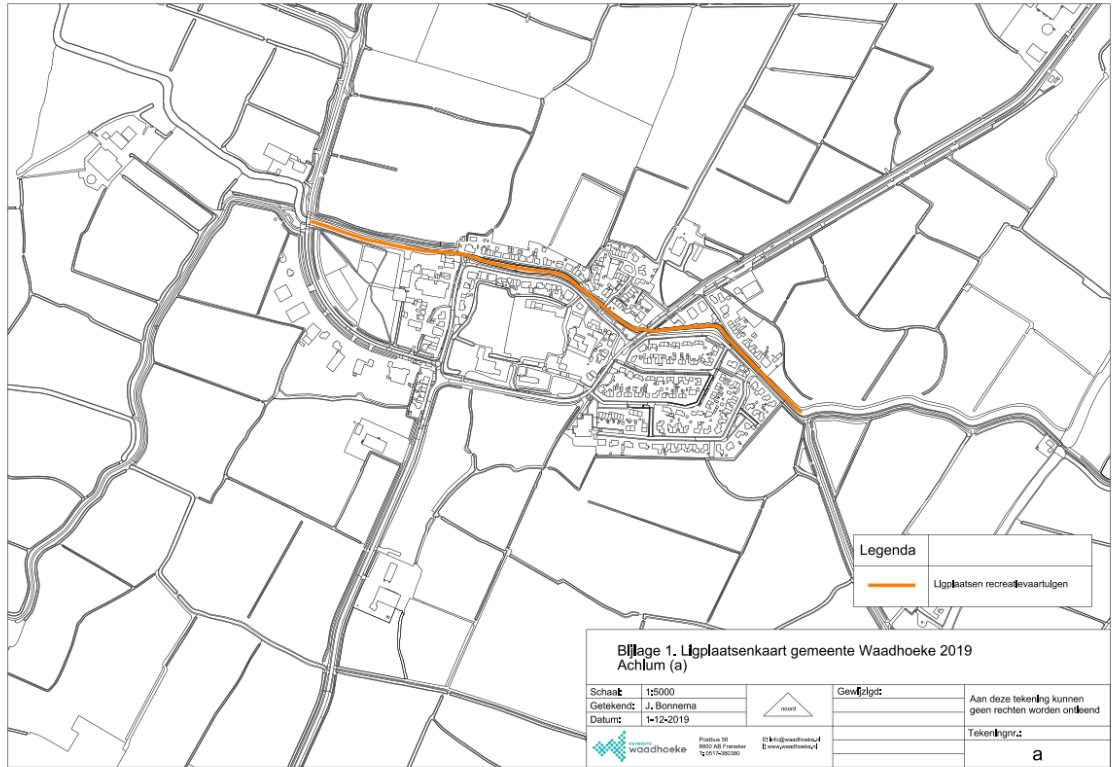 Legenda
Ligplaatsen recreatievaartuigen
Bijlage 1. Ligplaatsenkaart gemeente Waadhoeke 2019
Achlum (a)
Schaal: 1:5000
Getekend: J. Bonnema
Datum: 1-12-2019
noord
Gewijzigd:
Aan deze tekening kunnen
geen rechten worden ontleend
Tekeningnr.:
a
GEMEENTE
waadhoeke
Postbus 58
8800 AB Franeker
T: 0517-380380
E: info@waadhoeke.nl
I: www.waadhoeke.nl